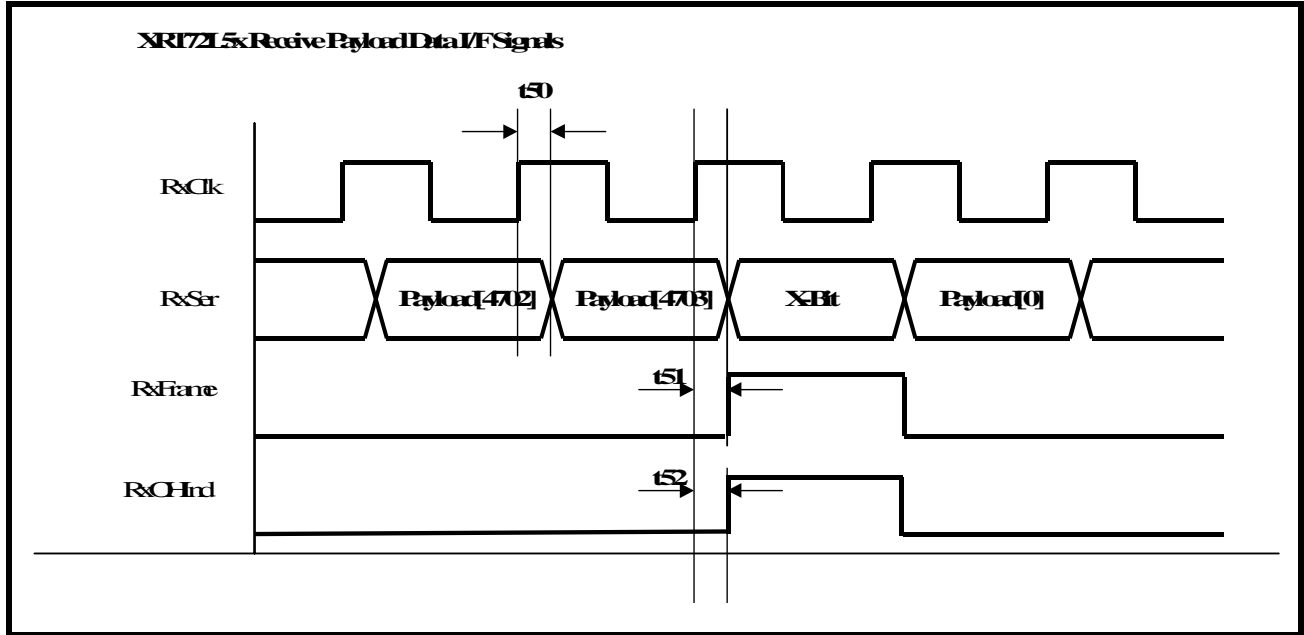 XRT72L5x Receive Payload Data I/F Signals
t50
RxClk
RxSer
Payload[4702]
Payload[4703]
X-Bit
Payload[0]
RxFrame
t51
RxOHInd
t52